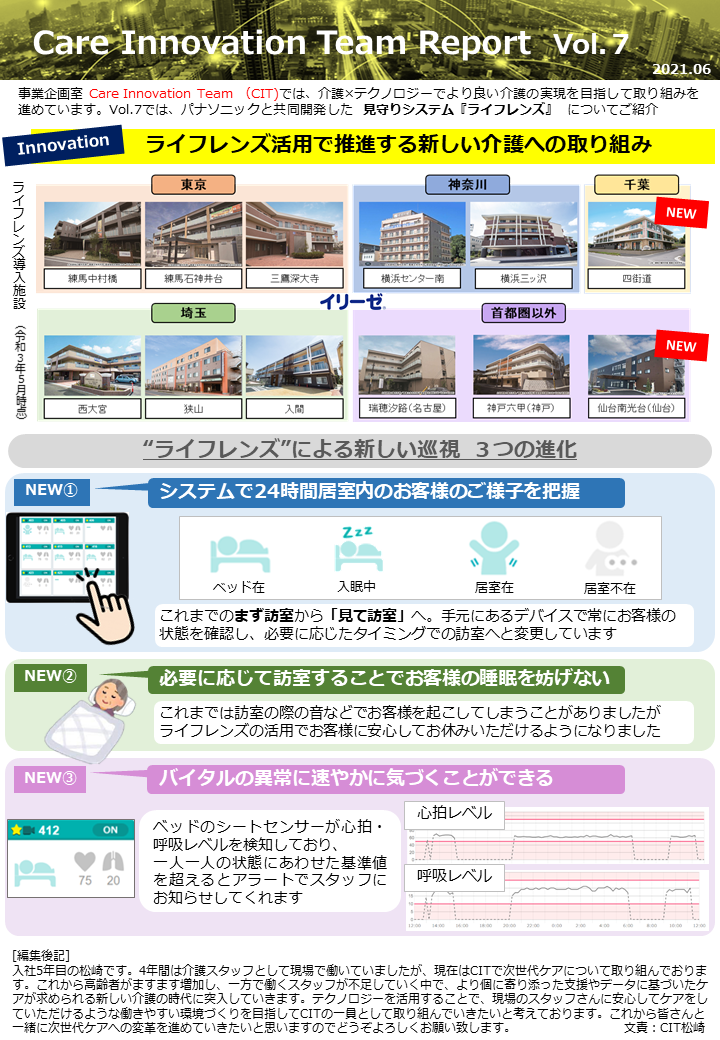 Care Innovation Team Report Vol.7
2021.06
事業企画室 Care Innovation Team （CIT)では、介護×テクノロジーでより良い介護の実現を目指して取り組みを
進めています。Vol.7では、パナソニックと共同開発した 見守りシステム『ライフレンズ』 についてご紹介
Innovation
ライフレンズ活用で推進する新しい介護への取り組み
ライフレンズ導入施設
（令和3年5月時点）
東京
練馬中村橋
練馬石神井台
三鷹深大寺
神奈川
横浜センター南
横浜三ッ沢
千葉
NEW
四街道
イリーゼ
埼玉
西大宮
狭山
入間
首都圏以外
NEW
瑞穂汐路(名古屋)
神戸六甲(神戸)
仙台南光台(仙台)
“ライフレンズ”による新しい巡視 ３つの進化
NEW①
システムで24時間居室内のお客様のご様子を把握
zzz
ベッド在
入眠中
居室在
居室不在
これまでのまず訪室から「見て訪室」へ。手元にあるデバイスで常にお客様の
状態を確認し、必要に応じたタイミングでの訪室へと変更しています
NEW②
必要に応じて訪室することでお客様の睡眠を妨げない
これまでは訪室の際の音などでお客様を起こしてしまうことがありましたが
ライフレンズの活用でお客様に安心してお休みいただけるようになりました
NEW③
バイタルの異常に速やかに気づくことができる
412
ON
75
20
ベッドのシートセンサーが心拍・
呼吸レベルを検知しており、
一人一人の状態にあわせた基準値
を超えるとアラートでスタッフに
お知らせしてくれます
心拍レベル
呼吸レベル
12:00 14:00 16:00 18:00 20:00 22:00 0:00 2:00 4:00 6:00 8:00 10:00 12:00
[編集後記]
入社5年目の松崎です。4年間は介護スタッフとして現場で働いていましたが、現在はCITで次世代ケアについて取り組んでおりま
す。これから高齢者がますます増加し、一方で働くスタッフが不足していく中で、より個に寄り添った支援やデータに基づいたケ
アが求められる新しい介護の時代に突入していきます。テクノロジーを活用することで、現場のスタッフさんに安心してケアをし
ていただけるような働きやすい環境づくりを目指してCITの一員として取り組んでいきたいと考えております。これから皆さんと
一緒に次世代ケアへの変革を進めていきたいと思いますのでどうぞよろしくお願い致します。
文責：CIT松崎